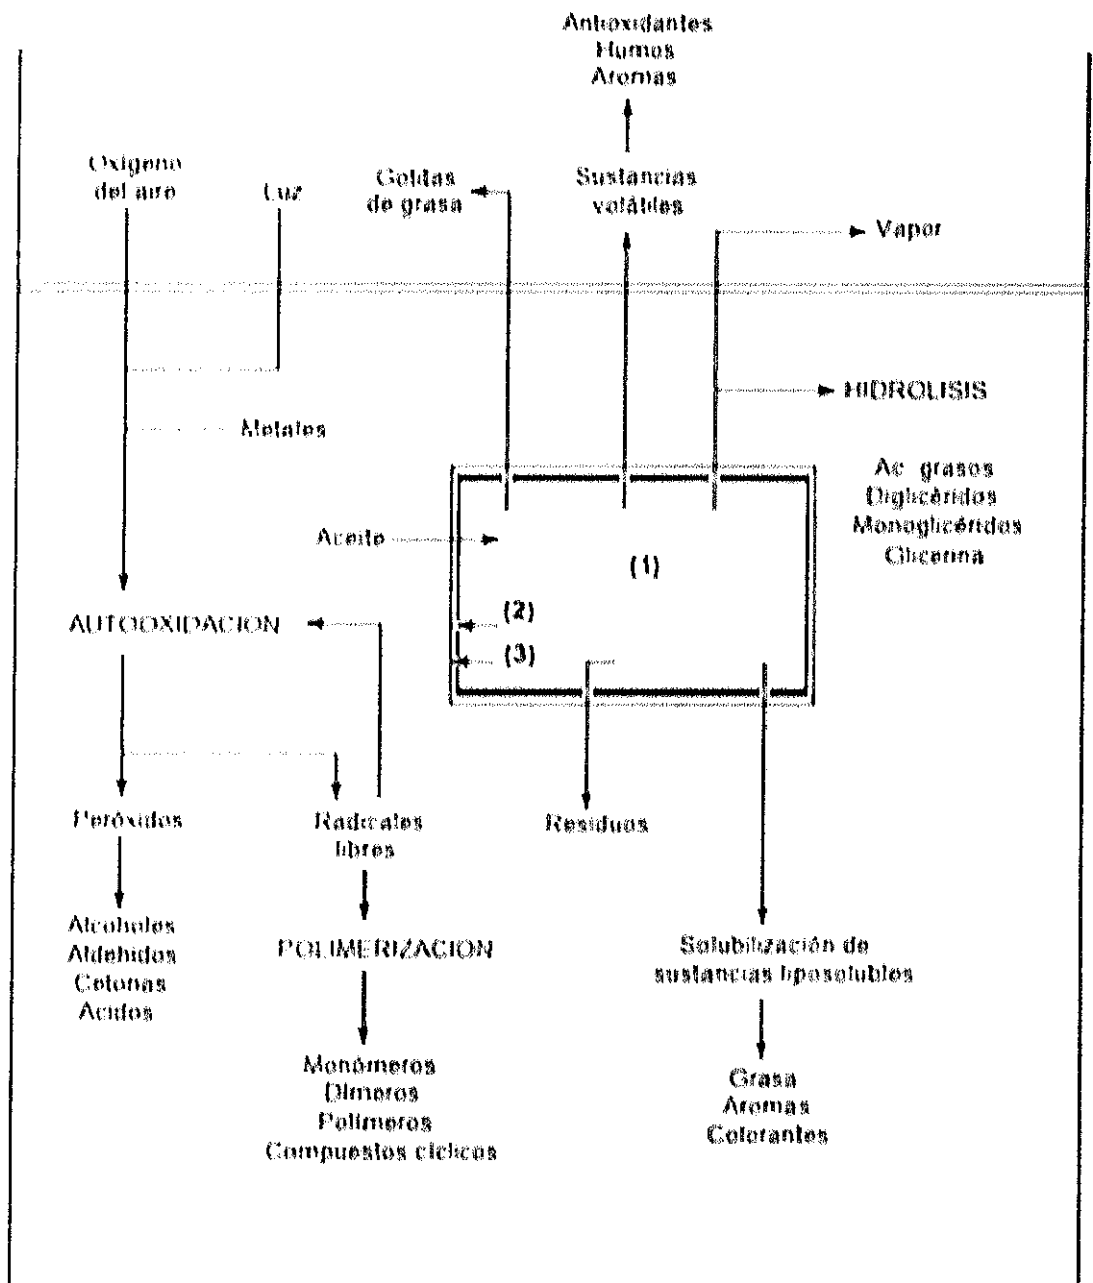 Antioxidantes
Humos
Aromas
Oxigeno
del aire
Luz
Gotitas
de grasa
Sustancias
volátiles
Vapor
Metales
HIDROLISIS
Ac grasos
Diglicéridos
Monoglicéridos
Glicerina
Aceite
(1)
(2)
(3)
AUTOOXIDACION
Peróxidos
Radicales
libres
Residuos
Alcoholes
Aldehidos
Cetonas
Acidos
POLIMERIZACION
Solubilización de
sustancias liposolubles
Monómeros
Dímeros
Polímeros
Compuestos cíclicos
Grasa
Aromas
Colorantes